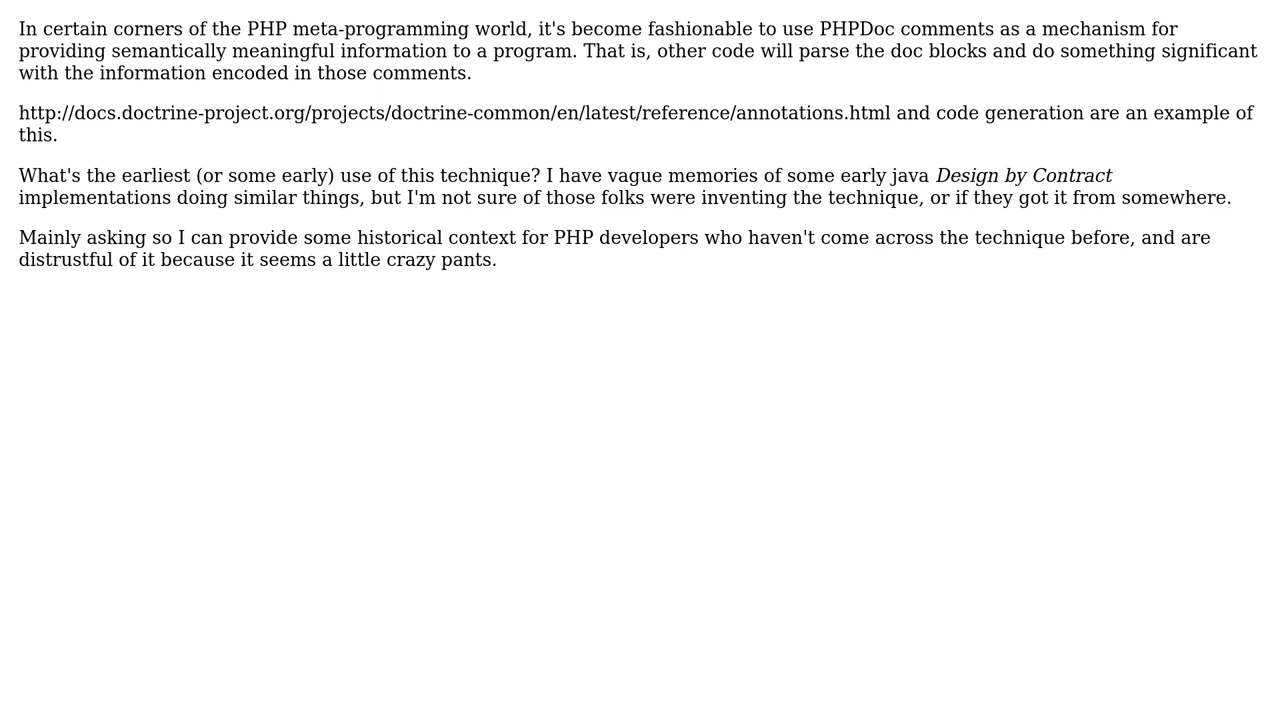 In certain corners of the PHP meta-programming world, it's become fashionable to use PHPDoc comments as a mechanism for
providing semantically meaningful information to a program. That is, other code will parse the doc blocks and do something significant
with the information encoded in those comments.
http://docs.doctrine-project.org/projects/doctrine-common/en/latest/reference/annotations.html and code generation are an example of
this.
What's the earliest (or some early) use of this technique? I have vague memories of some early java Design by Contract
implementations doing similar things, but I'm not sure of those folks were inventing the technique, or if they got it from somewhere.
Mainly asking so I can provide some historical context for PHP developers who haven't come across the technique before, and are
distrustful of it because it seems a little crazy pants.